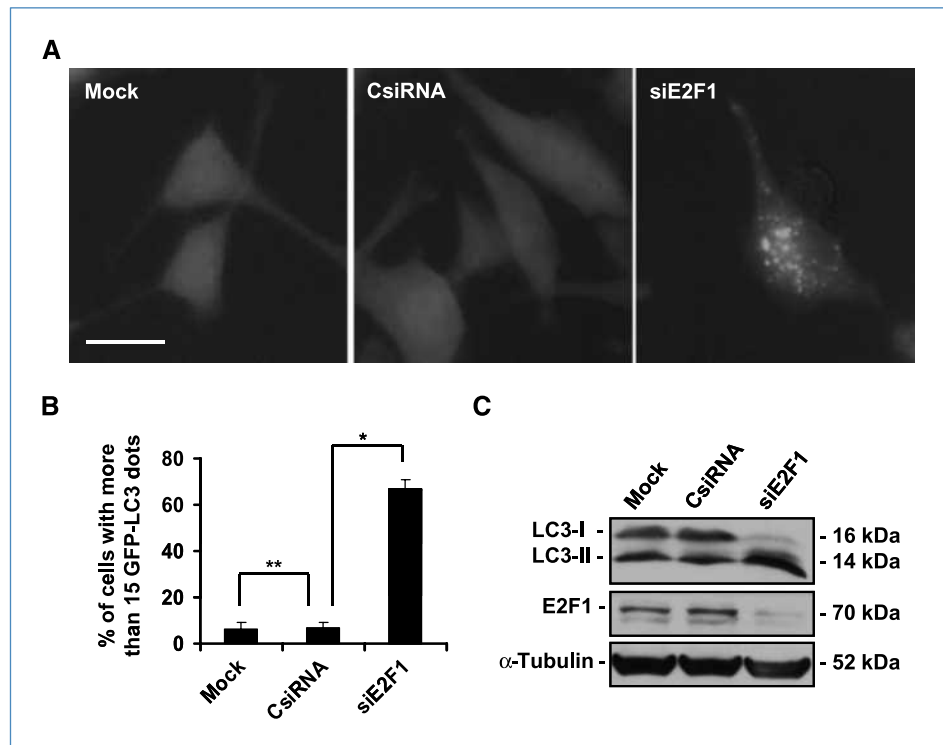 A
Mock
CsiRNA
siE2F1
B
% of cells with more
than 15 GFP-LC3 dots
80
60
40
20
0
**
*
Mock
CsiRNA
siE2F1
C
Mock
CsiRNA
siE2F1
LC3-I - - 16 kDa
LC3-II - - 14 kDa
E2F1 - - 70 kDa
α-Tubulin - - 52 kDa